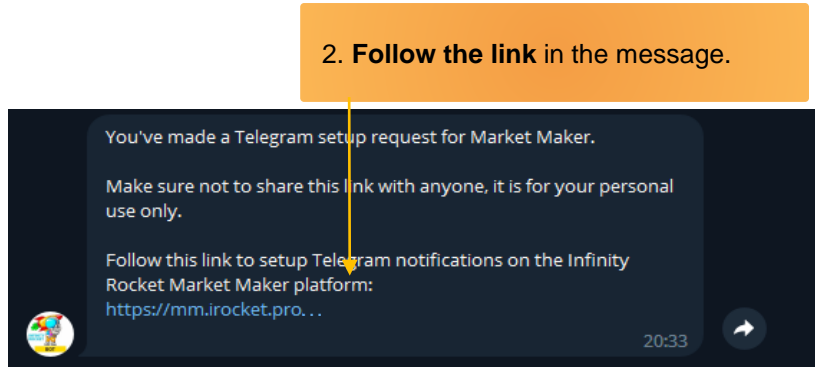 2. Follow the link in the message.
You've made a Telegram setup request for Market Maker.
Make sure not to share this link with anyone, it is for your personal
use only.
Follow this link to setup Telegram notifications on the Infinity
Rocket Market Maker platform:
https://mm.irocket.pro...
20:33
BOT